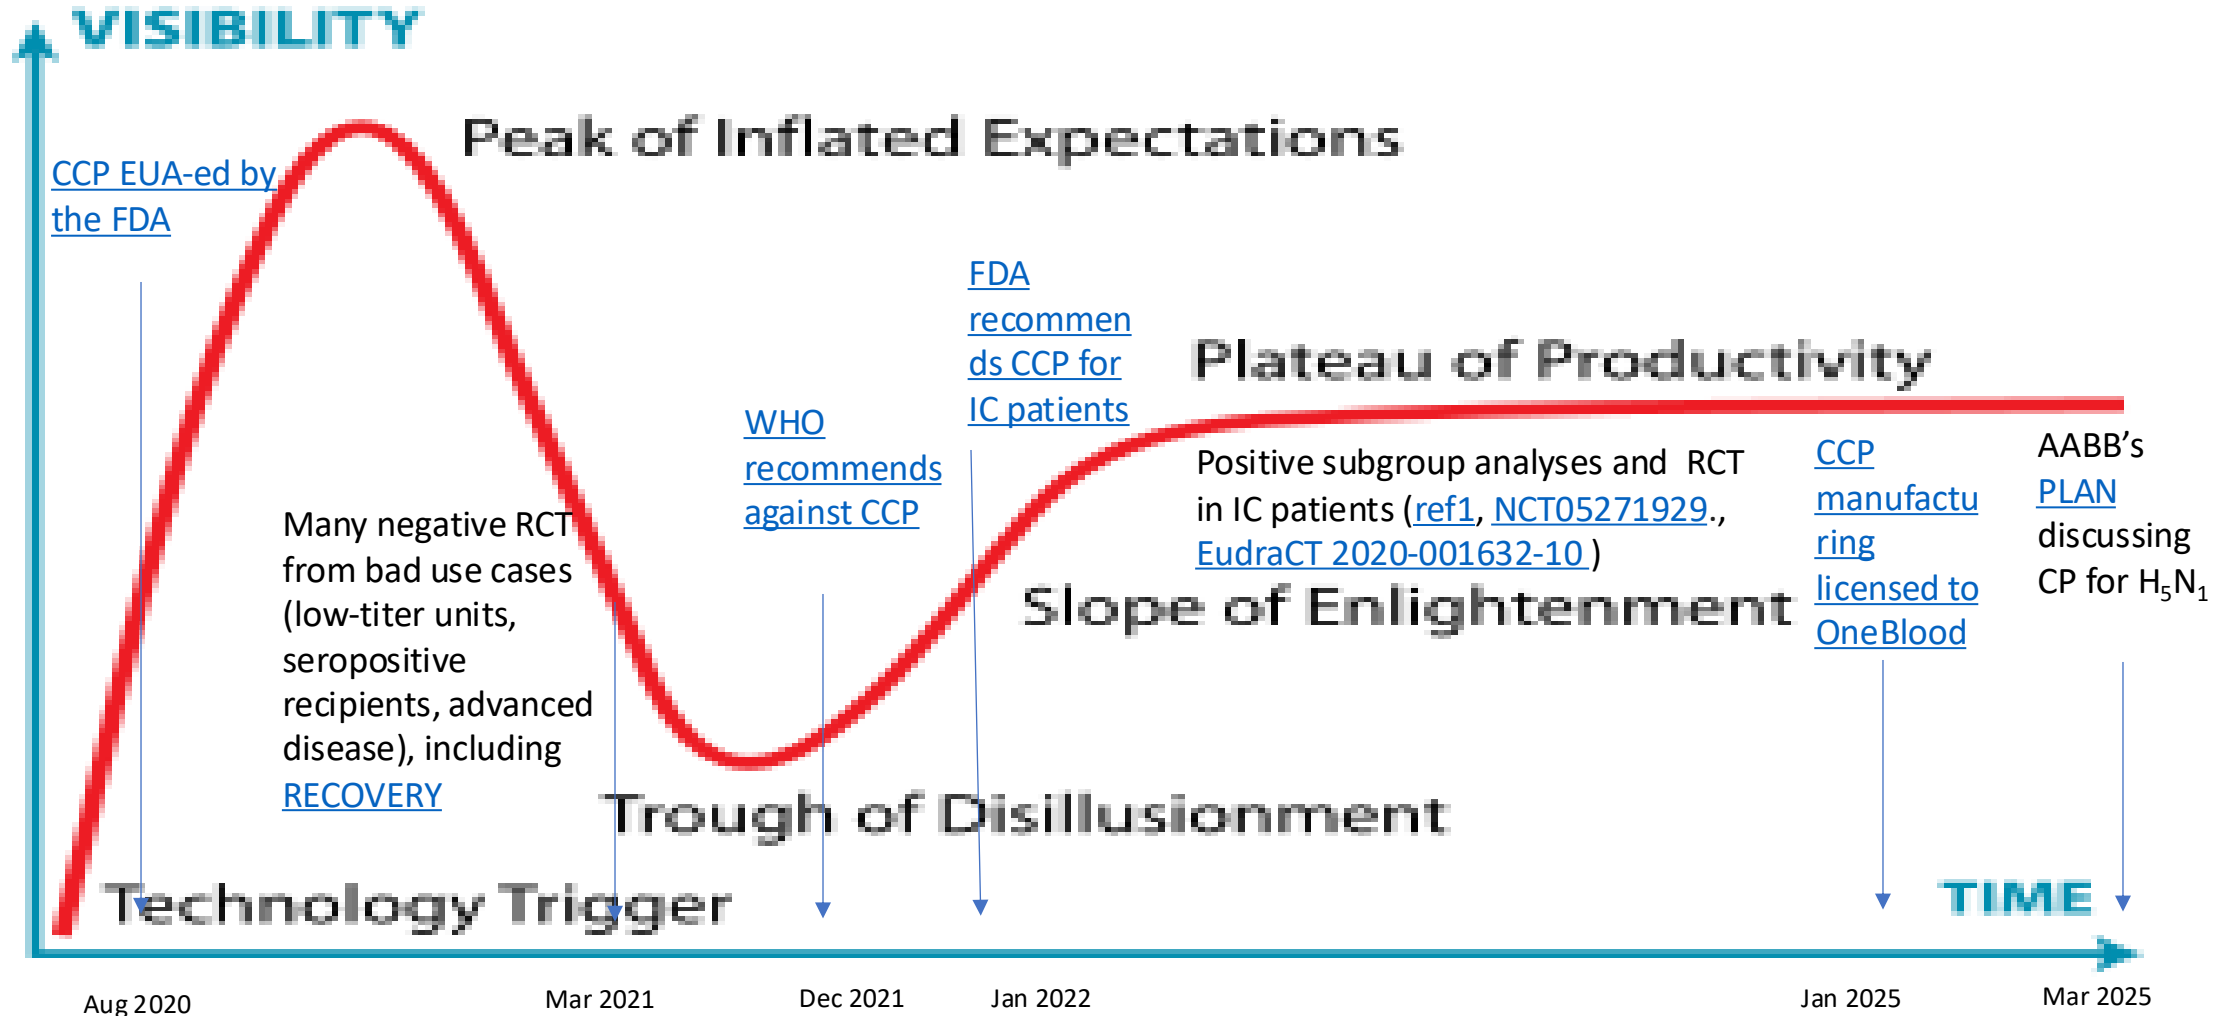 VISIBILITY
Peak of Inflated Expectations
CCP EUA-ed by
the FDA
FDA
recommen
ds CCP for
IC patients
Plateau of Productivity
WHO
recommends
against CCP
Positive subgroup analyses and RCT
in IC patients (ref1, NCT05271929.,
EudraCT 2020-001632-10 )
CCP
manufactu
ring
licensed to
OneBlood
AABB’s
PLAN
discussing
CP for H5N1
Many negative RCT
from bad use cases
(low-titer units,
seropositive
recipients, advanced
disease), including
RECOVERY
Slope of Enlightenment
Trough of Disillusionment
Technology Trigger
TIME
Aug 2020
Mar 2021
Dec 2021
Jan 2022
Jan 2025
Mar 2025